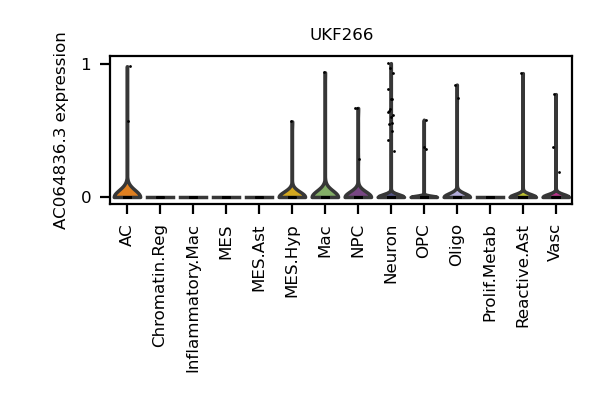 UKF266
AC064836.3 expression
1
0
AC
Chromatin.Reg
Inflammatory.Mac
MES
MES.Ast
MES.Hyp
Mac
NPC
Neuron
OPC
Oligo
Prolif.Metab
Reactive.Ast
Vasc